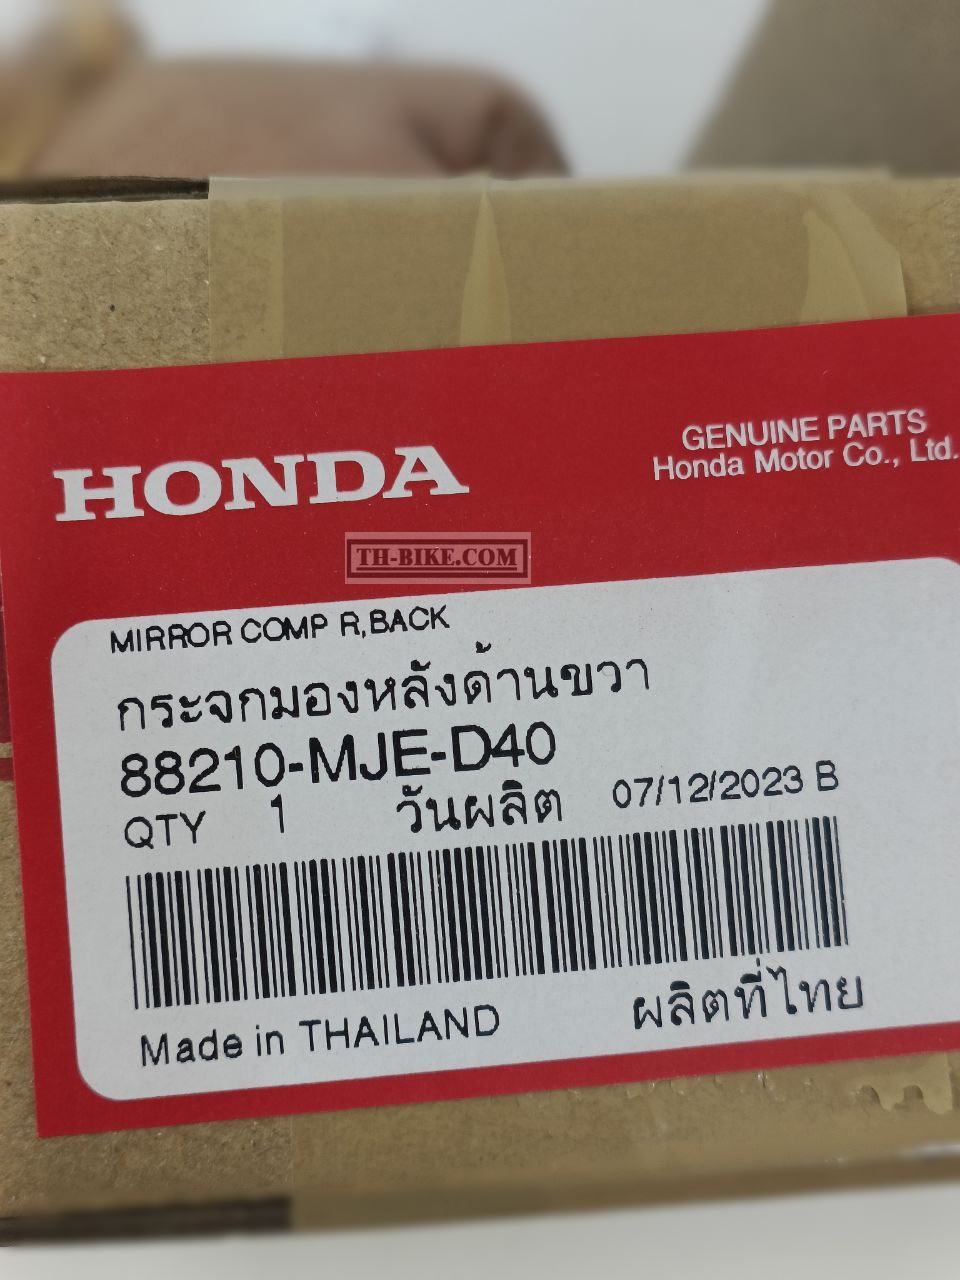 HONDA
GENUINE PARTS
Honda Motor Co., Ltd.
TH-BIKE.COM
MIRROR COMP R,BACK
กระจกมองหลังด้านขวา
88210-MJE-D40
QTY 1 วันผลิต 07/12/2023 B
Made in THAILAND ผลิตที่ไทย